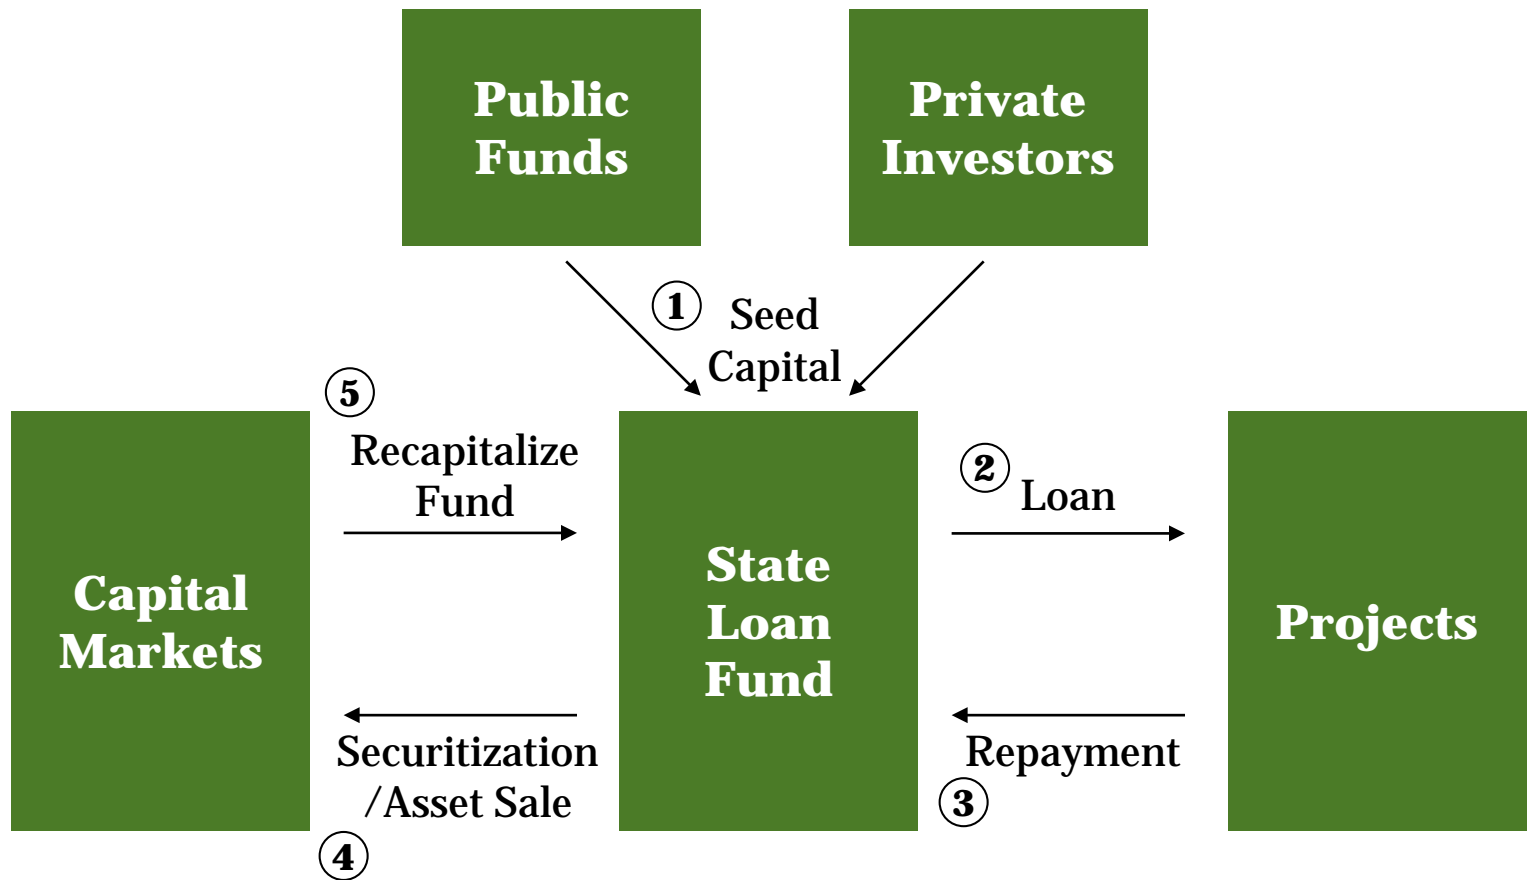 Public
Funds
Private
Investors
1
Seed
Capital
5
Recapitalize
Fund
2
Loan
Capital
Markets
State
Loan
Fund
Projects
Securitization
/Asset Sale
4
Repayment
3